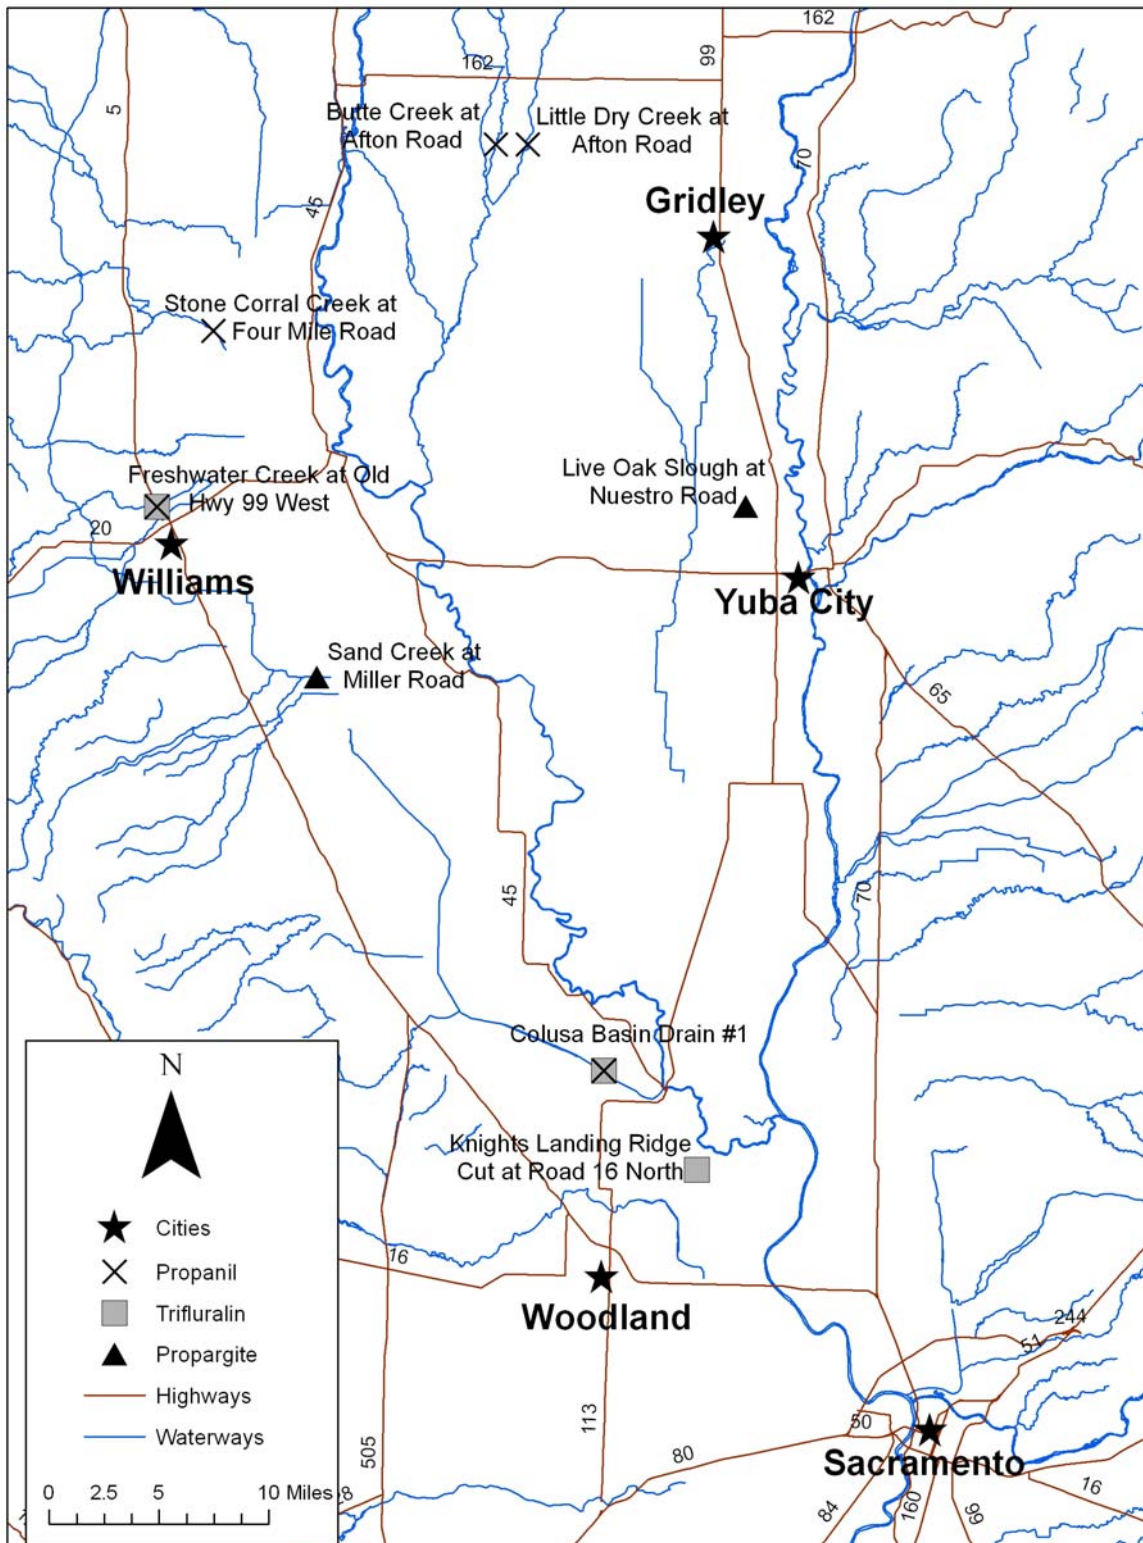 162
99
162
5
Butte Creek at
Afton Road
Little Dry Creek at
Afton Road
70
45
Gridley
Stone Corral Creek at
Four Mile Road
Freshwater Creek at Old
Hwy 99 West
Live Oak Slough at
Nuestro Road
20
Williams
Yuba City
Sand Creek at
Miller Road
65
45
70
Colusa Basin Drain #1
Knights Landing Ridge
Cut at Road 16 North
16
Woodland
244
51
113
505
50
80
Sacramento
84
160
99
16
N
Cities
Propanil
Trifluralin
Propargite
Highways
Waterways
0 2.5 5 10 Miles